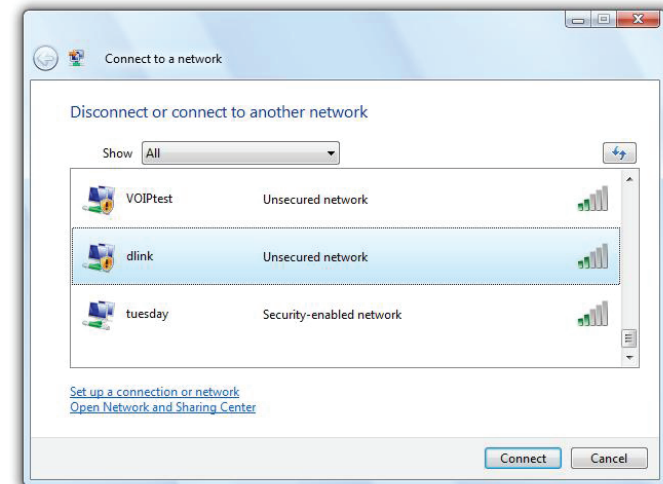 Connect to a network
Disconnect or connect to another network
Show All
VOIPtest Unsecured network
dlink Unsecured network
tuesday Security-enabled network
Set up a connection or network
Open Network and Sharing Center
Connect Cancel